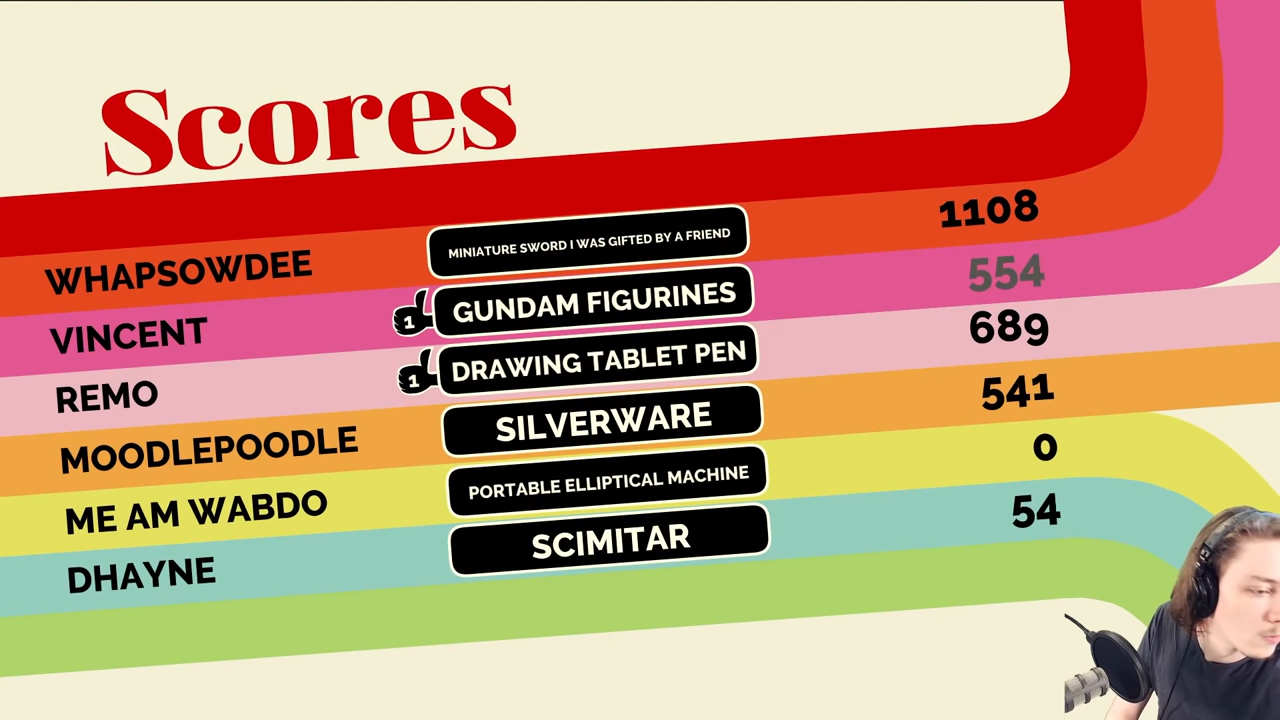 Scores
WHAPSOWDEE MINIATURE SWORD I WAS GIFTED BY A FRIEND 1108
VINCENT 1 GUNDAM FIGURINES 554
REMO 1 DRAWING TABLET PEN 689
MOODLEPOODLE SILVERWARE 541
ME AM WABDO PORTABLE ELLIPTICAL MACHINE 0
DHAYNE SCIMITAR 54